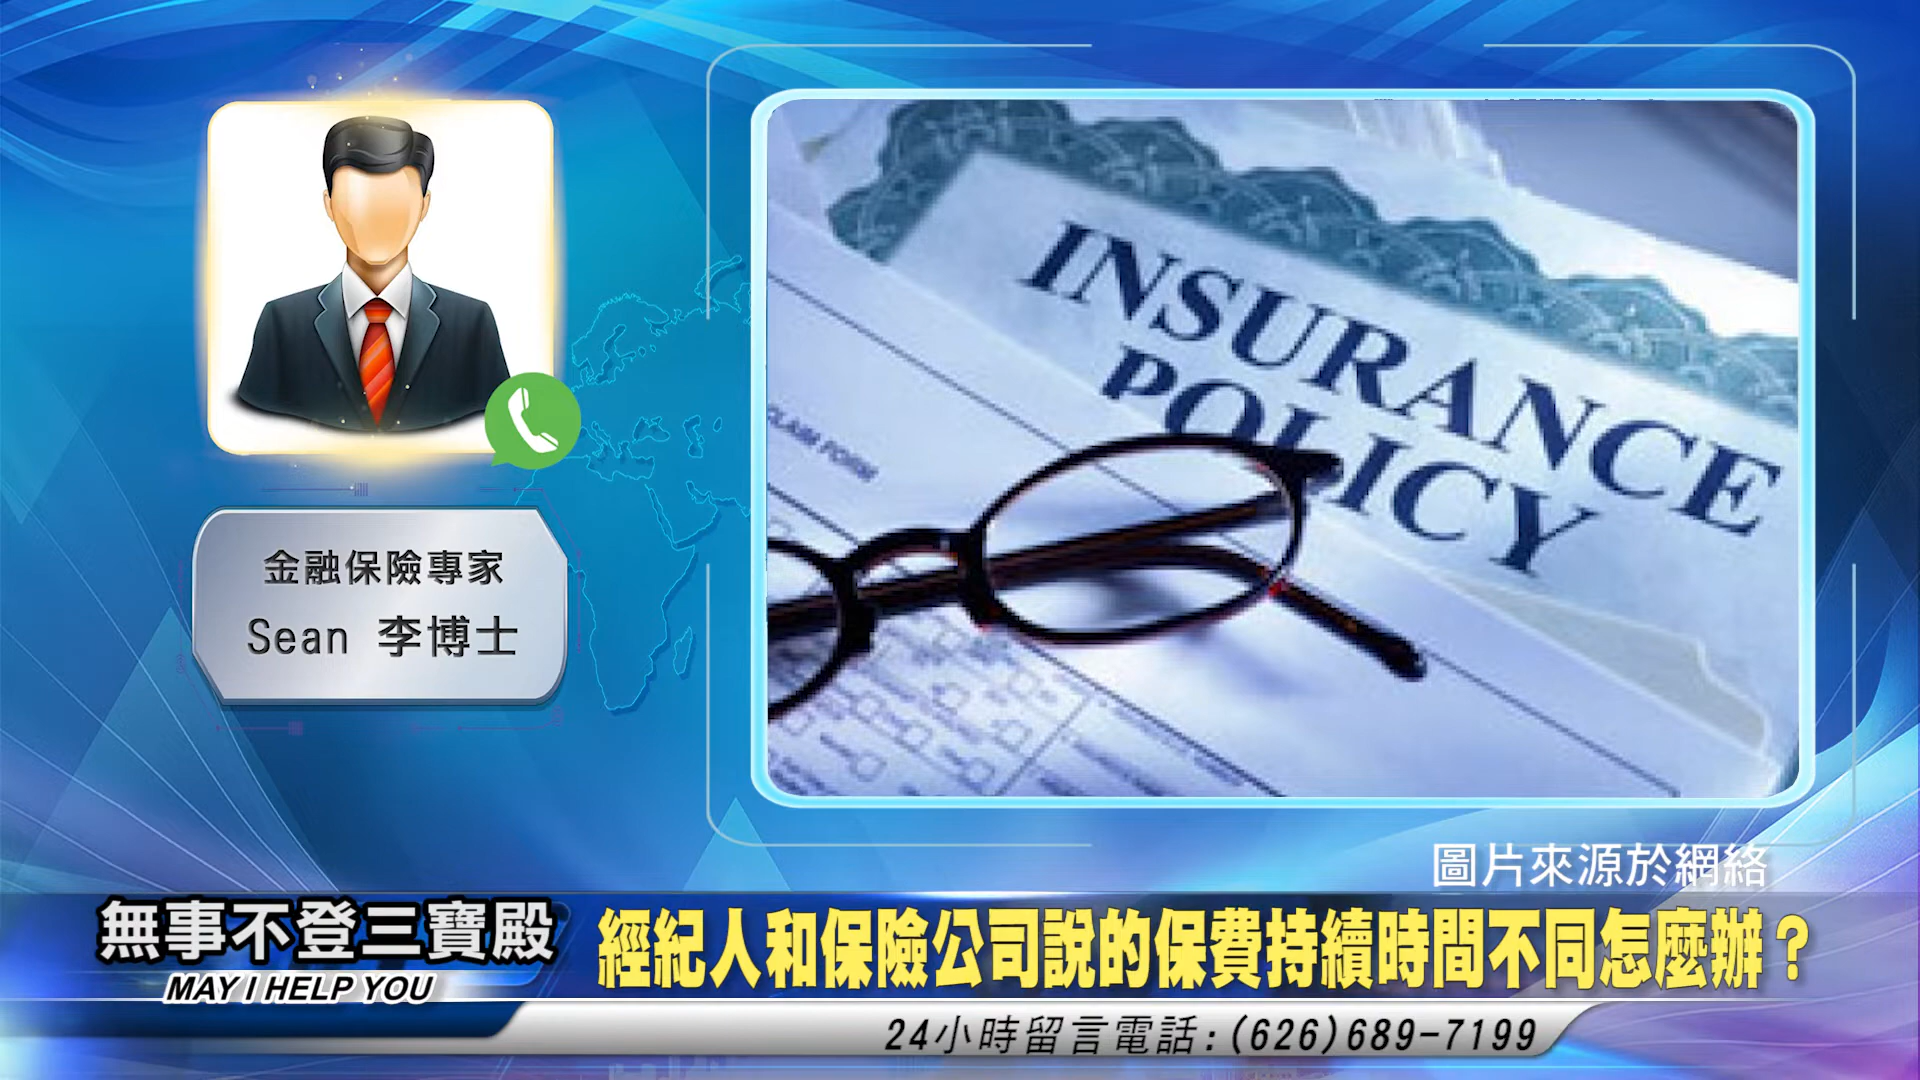 INSURANCE
POLICY
CLAIM FORM
金融保險專家
Sean 李博士
圖片來源於網絡
無事不登三寶殿
MAY I HELP YOU
經紀人和保險公司說的保費持續時間不同怎麼辦？
24小時留言電話:(626)689-7199